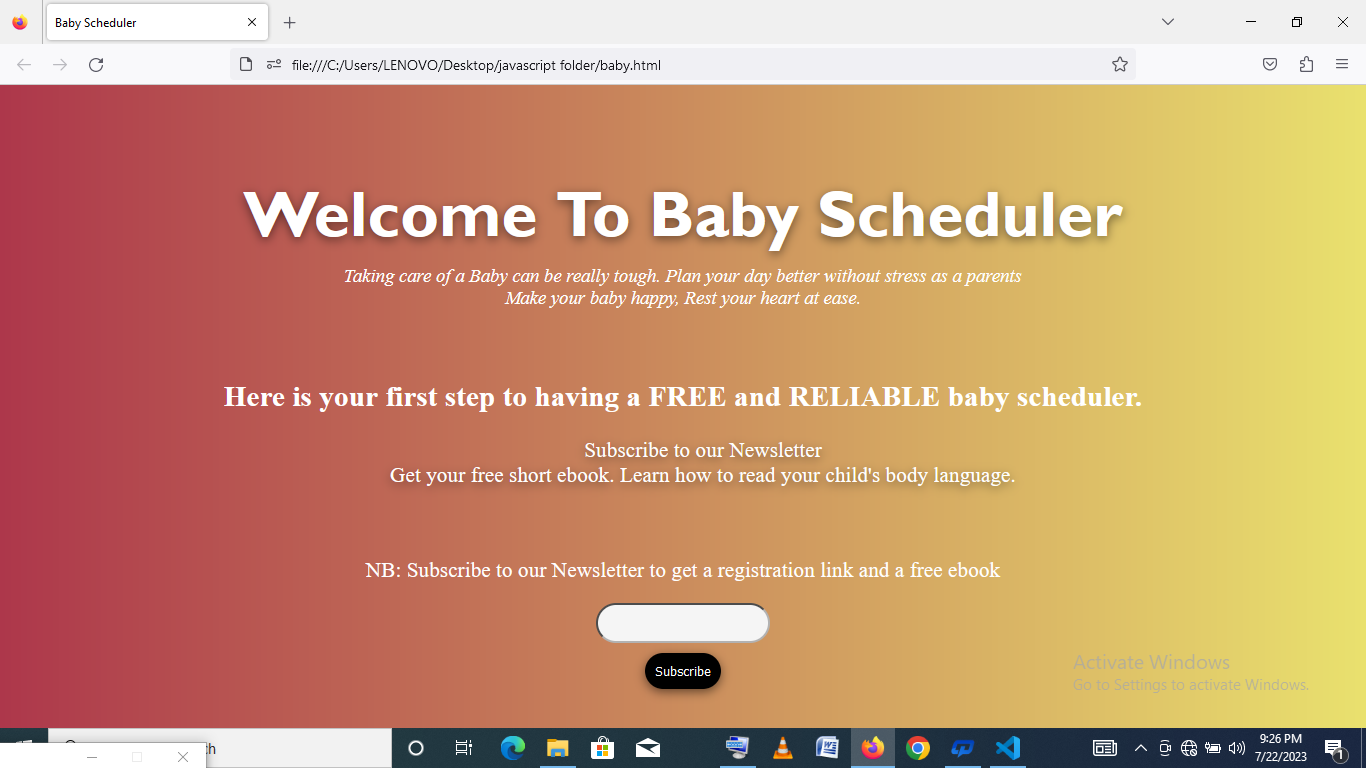 Baby Scheduler
file:///C:/Users/LENOVO/Desktop/javascript folder/baby.html
Welcome To Baby Scheduler
Taking care of a Baby can be really tough. Plan your day better without stress as a parents
Make your baby happy, Rest your heart at ease.
Here is your first step to having a FREE and RELIABLE baby scheduler.
Subscribe to our Newsletter
Get your free short ebook. Learn how to read your child's body language.
NB: Subscribe to our Newsletter to get a registration link and a free ebook
Subscribe
Activate Windows
Go to Settings to activate Windows.
9:26 PM
7/22/2023
1